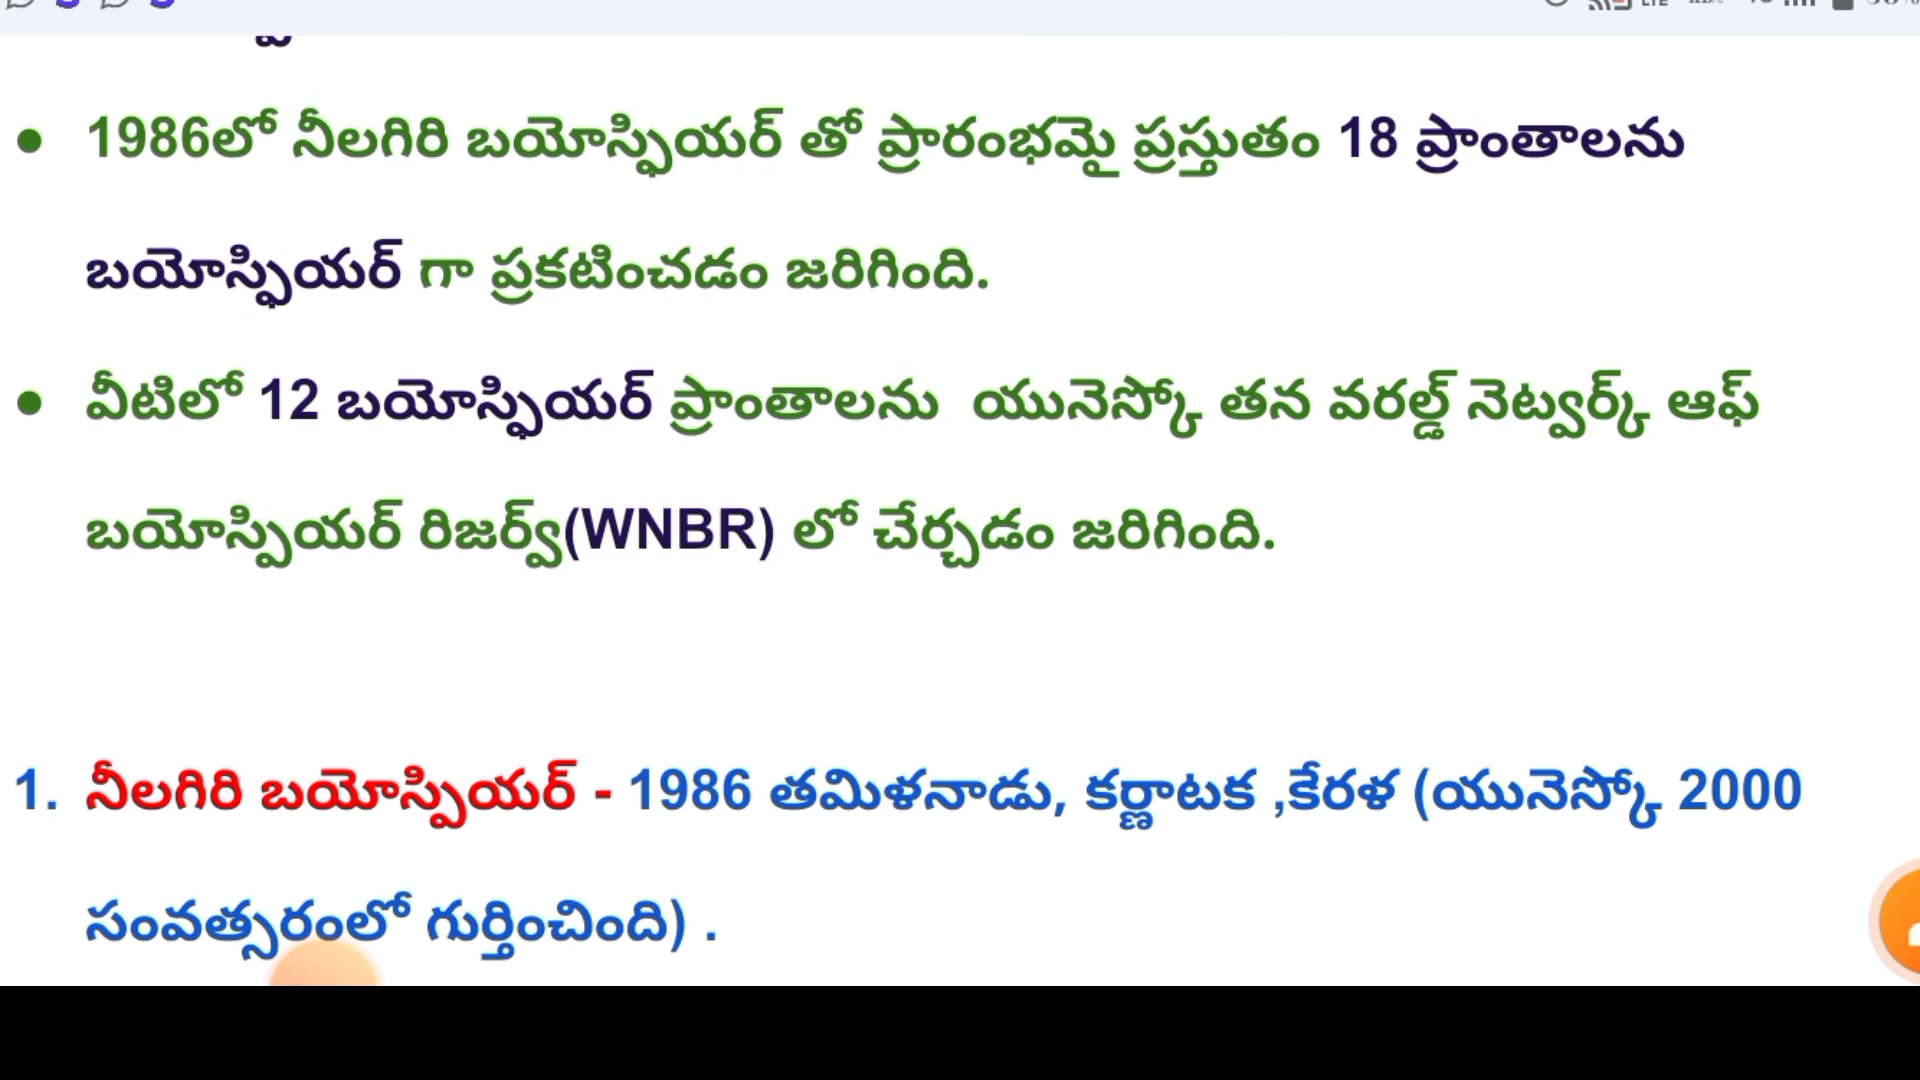 ● 1986లో నీలగిరి బయోస్ఫియర్ తో ప్రారంభమై ప్రస్తుతం 18 ప్రాంతాలను
బయోస్ఫియర్ గా ప్రకటించడం జరిగింది.
● వీటిలో 12 బయోస్ఫియర్ ప్రాంతాలను యునెస్కో తన వరల్డ్ నెట్వర్క్ ఆఫ్
బయోస్పియర్ రిజర్వ్(WNBR) లో చేర్చడం జరిగింది.
1. నీలగిరి బయోస్పియర్ - 1986 తమిళనాడు, కర్ణాటక ,కేరళ (యునెస్కో 2000
సంవత్సరంలో గుర్తించింది) .